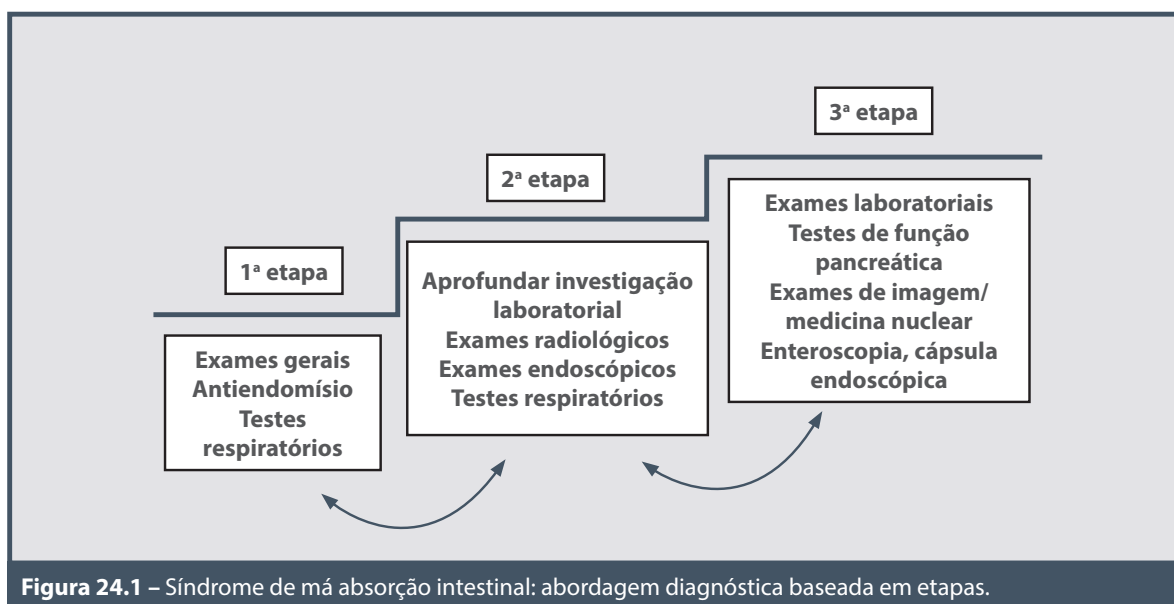 1ª etapa
Exames gerais
Antiendomísio
Testes
respiratórios
2ª etapa
Aprofundar investigação
laboratorial
Exames radiológicos
Exames endoscópicos
Testes respiratórios
3ª etapa
Exames laboratoriais
Testes de função
pancreática
Exames de imagem/
medicina nuclear
Enteroscopia, cápsula
endoscópica
Figura 24.1 – Síndrome de má absorção intestinal: abordagem diagnóstica baseada em etapas.